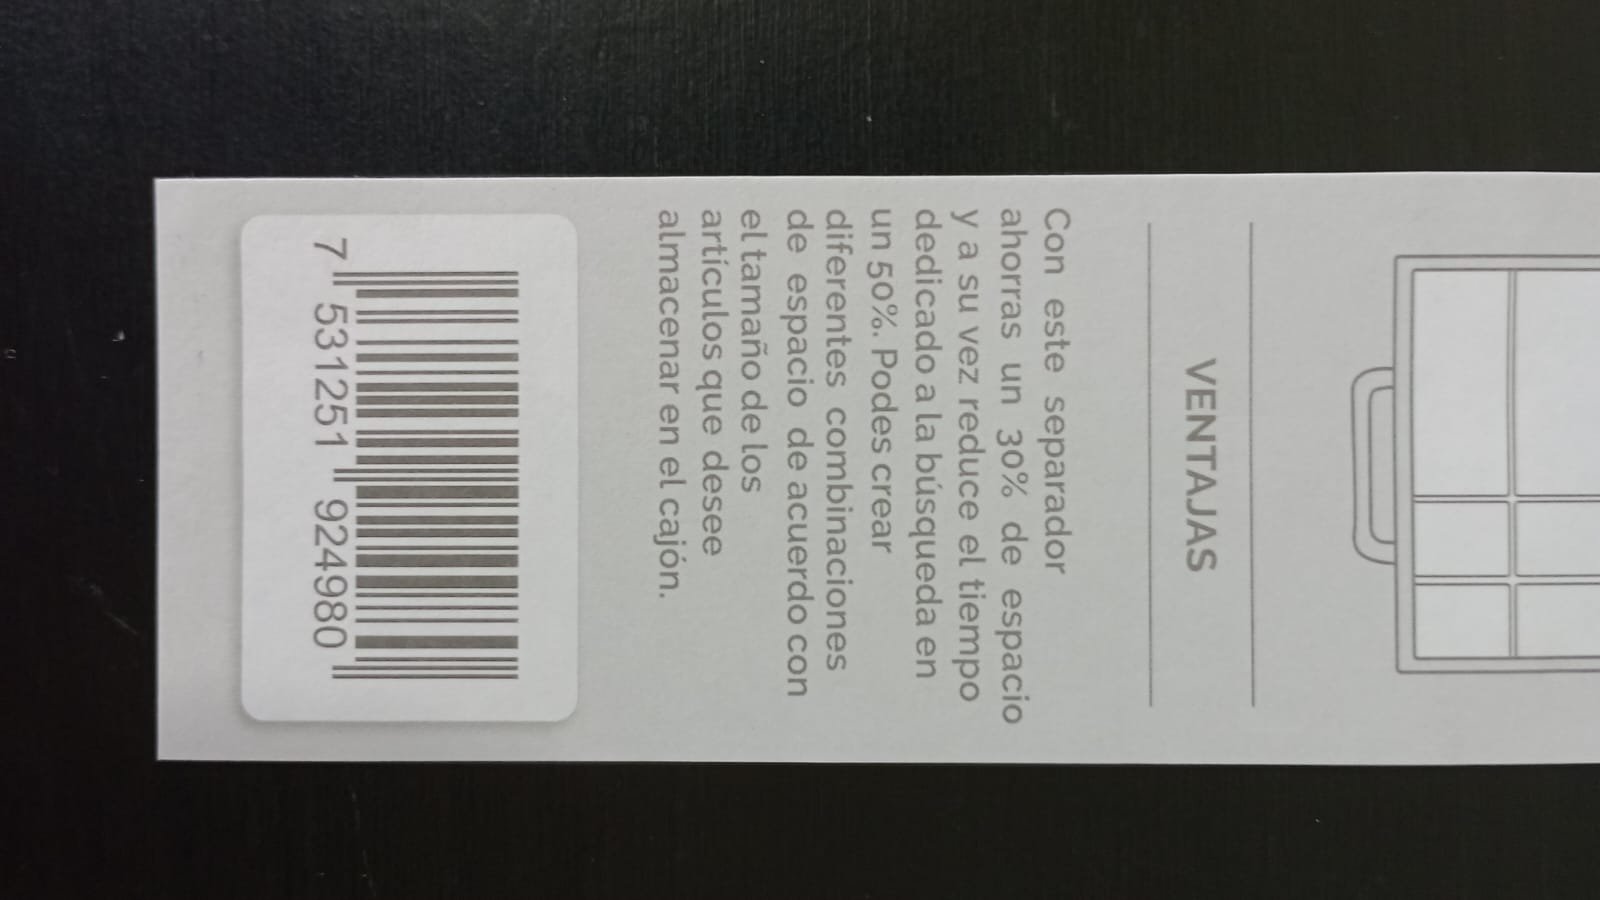 VENTAJAS
Con este separador
ahorras un 30% de espacio
y a su vez reduce el tiempo
dedicado a la búsqueda en
un 50%. Podes crear
diferentes combinaciones
de espacio de acuerdo con
el tamaño de los
artículos que desee
almacenar en el cajón.
7 531251 924980